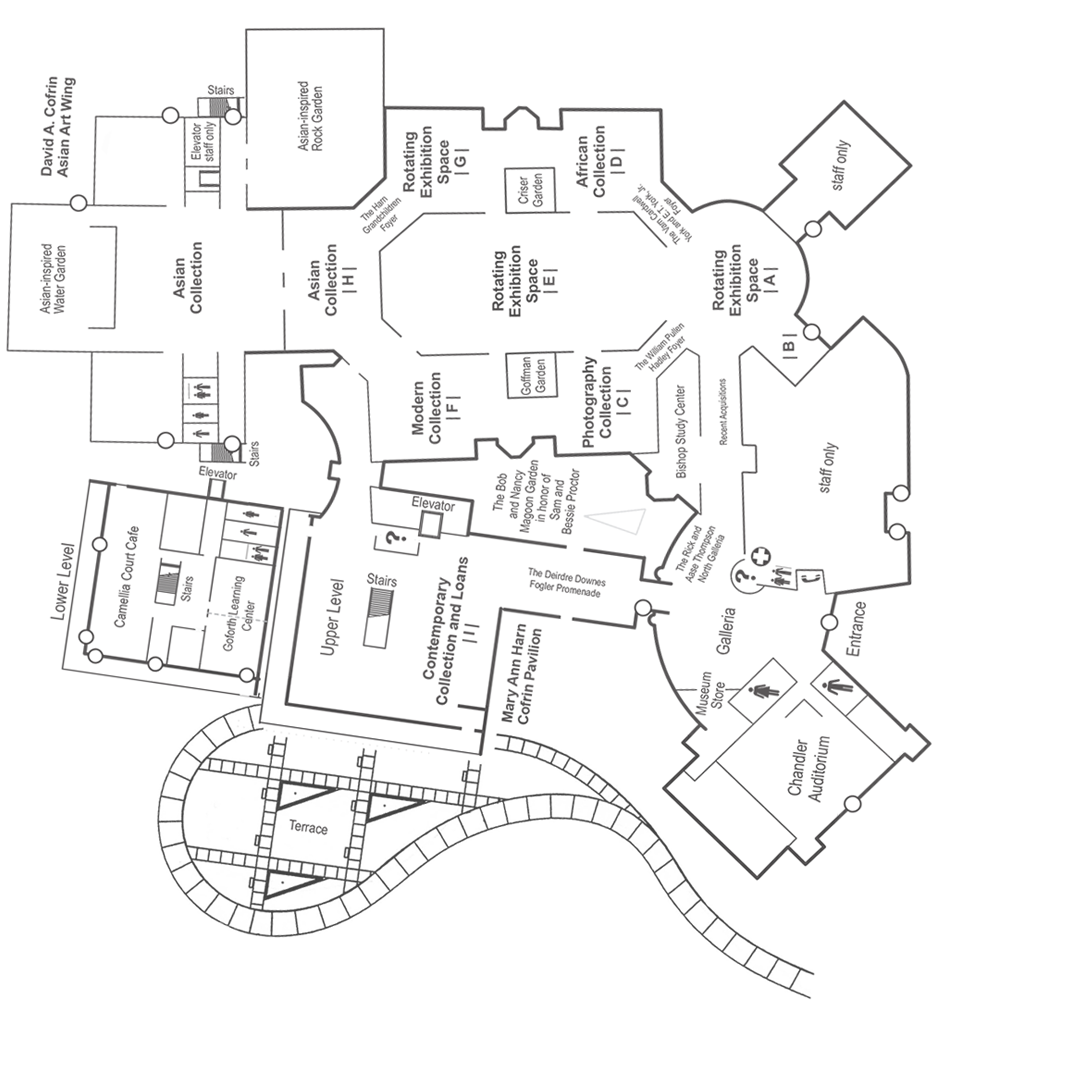 David A. Cofrin
Asian Art Wing
Stairs
Elevator
staff only
Asian-inspired
Rock Garden
Asian-inspired
Water Garden
Asian
Collection
Asian
Collection
| H |
The Ham
Grandchildren
Foyer
Rotating
Exhibition
Space
| G |
Criser
Garden
African
Collection
| D |
York and E.T. York, Jr.
Foyer
staff only
Rotating
Exhibition
Space
| E |
Rotating
Exhibition
Space
| A |
| B |
The William Pullen
Hadley Foyer
Goffman
Garden
Modern
Collection
| F |
Photography
Collection
| C |
Bishop Study Center
Recent Acquisitions
staff only
Stairs
Elevator
Lower Level
Camellia Court Cafe
Stairs
Goforth Learning
Center
Elevator
?
The Bob
and Nancy
Magoon Garden
in honor of
Sam and
Bessie Proctor
Upper Level
Stairs
Contemporary
Collection and Loans
| I |
The Deirdre Downes
Fogler Promenade
The Rick and
Aase Thompson
North Galleria
?
Galleria
Entrance
Mary Ann Harn
Cofrin Pavilion
Museum
Store
Chandler
Auditorium
Terrace